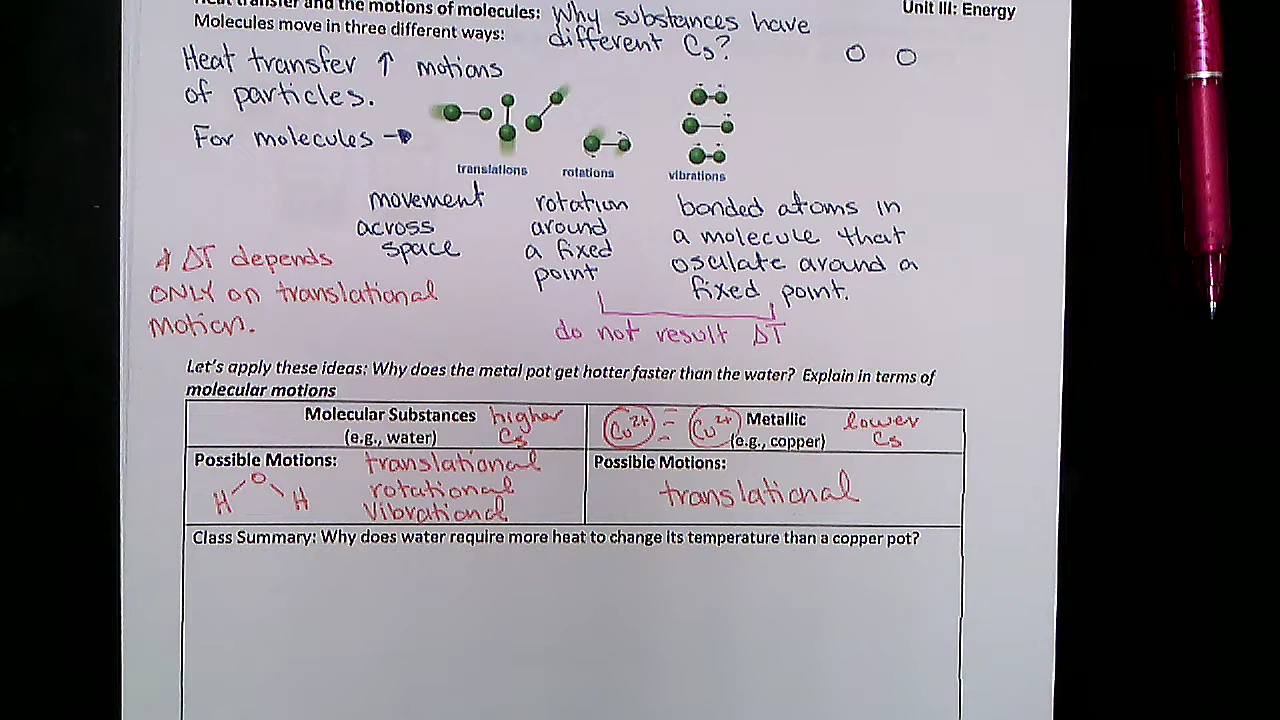 Heat transfer and the motions of molecules: Why substances have Unit III: Energy
Molecules move in three different ways: different Cs?
Heat transfer ↑ motions
of particles.
For molecules →
translations rotations vibrations
movement
across
space
rotation
around
a fixed
point
bonded atoms in
a molecule that
osculate around a
fixed point.
* ΔT depends
ONLY on translational
motion.
do not result ΔT
Let's apply these ideas: Why does the metal pot get hotter faster than the water? Explain in terms of
molecular motions
Molecular Substances higher
(e.g., water) Cs
Cu2+ Cu2+ Metallic lower
(e.g., copper) Cs
Possible Motions: translational
rotational
vibrational
H O H
Possible Motions:
translational
Class Summary: Why does water require more heat to change its temperature than a copper pot?